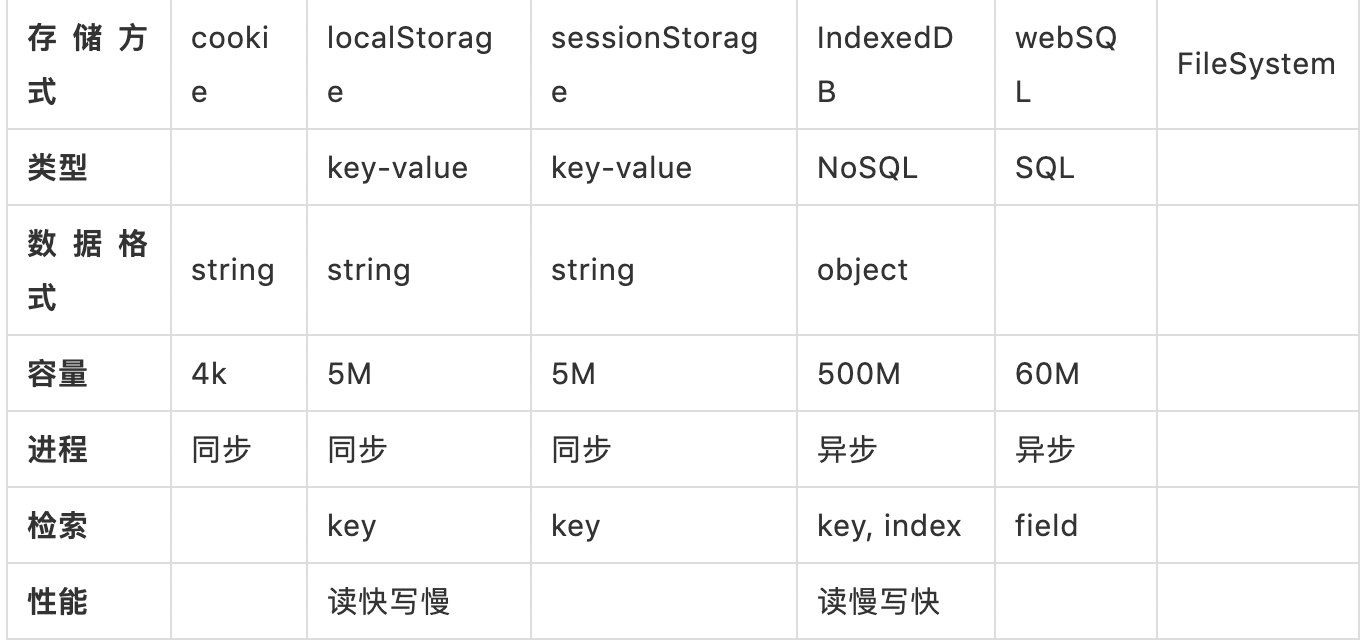 存储方式 cookie localStorage sessionStorage IndexedDB webSQL FileSystem
类型 key-value key-value NoSQL SQL
数据格式 string string string object
容量 4k 5M 5M 500M 60M
进程 同步 同步 同步 异步 异步
检索 key key key, index field
性能 读快写慢 读慢写快